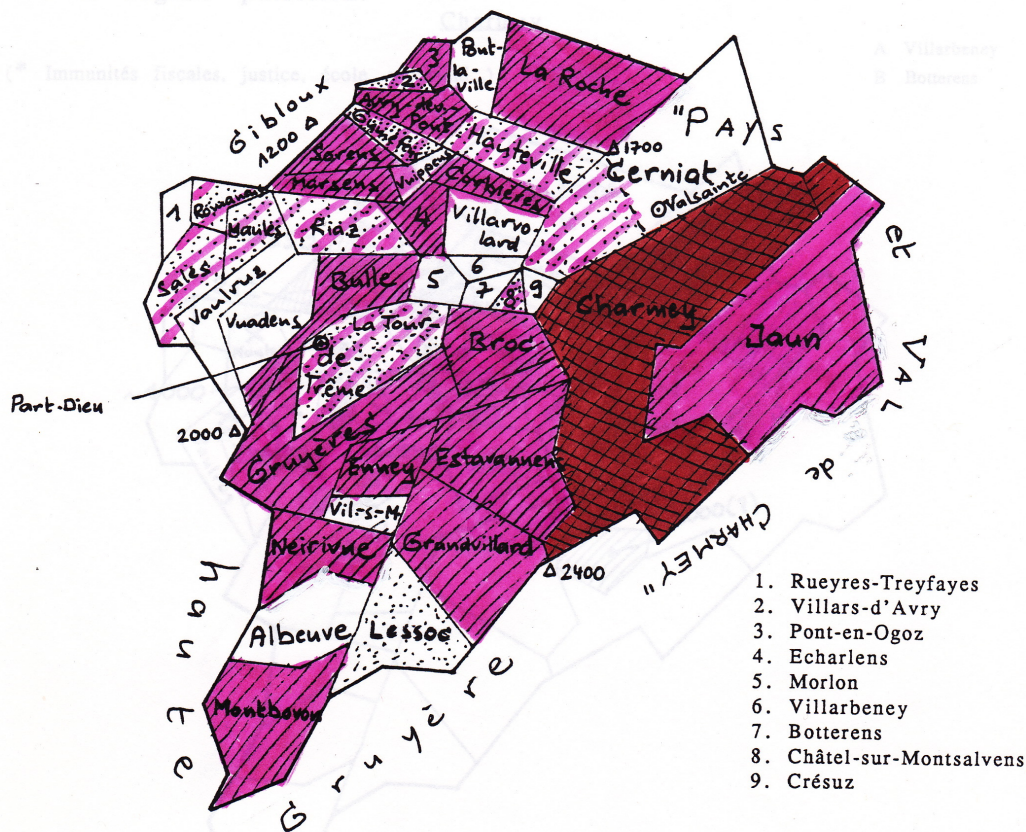 Pont-
la-
ville
3
La Roche
2
Gibloux
1200 Δ
Avry-dev.-
Pont
"PAYS
Hauteville
Δ 1700
Cerniat
Sorens
Vuippens
Marsens
Corbières
⊙Valsainte
1
Romanens
Maules
Riaz
4
Villarvo-
lard
Sâles
Vaulruz
Bulle
5
6
7
8
9
Charmey
et
Vuadens
La Tour-
de-
Trême
Broc
Jaun
VAL
Part-Dieu
2000 Δ
Gruyères
Enney
Estavannens
de
Vil.-s-M.
CHARMEY"
Neirivue
Grandvillard
Δ 2400
haute
Albeuve
Lessoc
Montbovon
Gruyère
1. Rueyres-Treyfayes
2. Villars-d'Avry
3. Pont-en-Ogoz
4. Echarlens
5. Morlon
6. Villarbeney
7. Botterens
8. Châtel-sur-Montsalvens
9. Crésuz
(* Immunités fiscales, justice, école
A Villarbeney
B Botterens